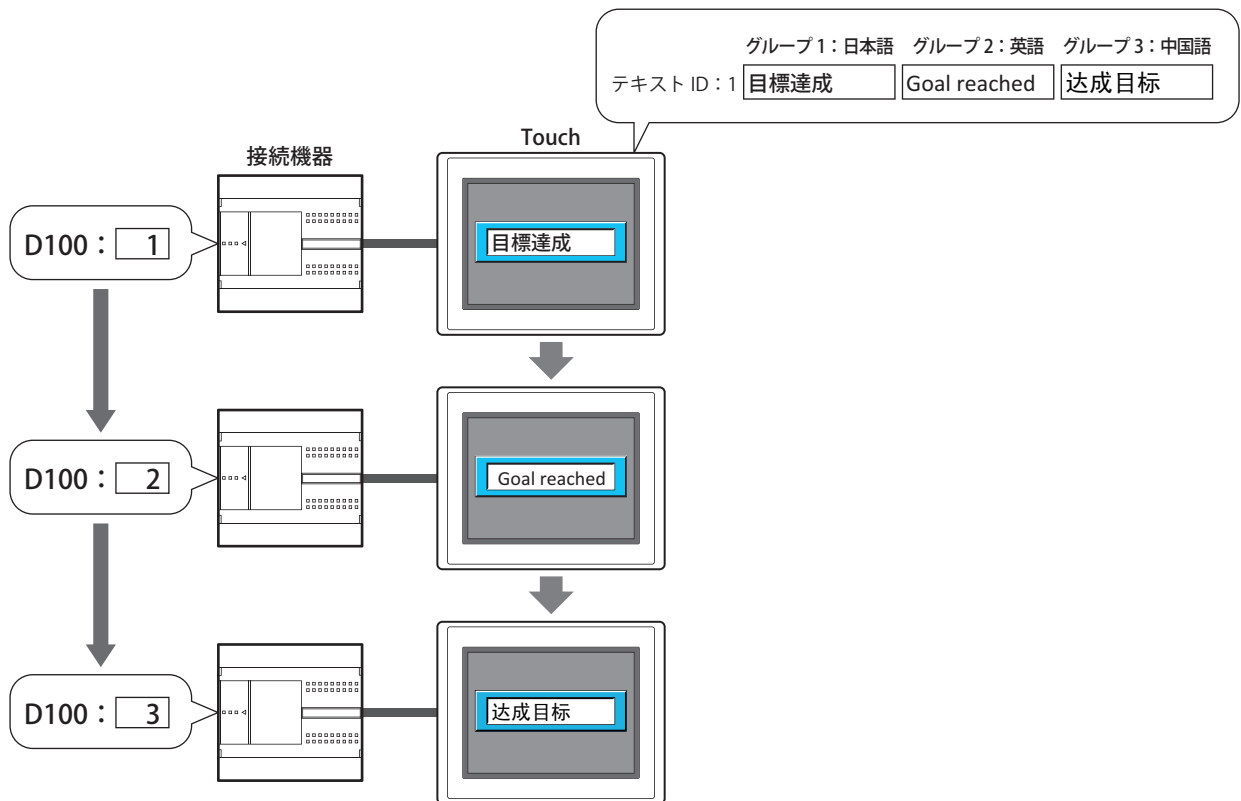 グループ 1：日本語 グループ 2：英語 グループ 3：中国語
テキスト ID：1 目標達成 Goal reached 达成目标
Touch
接続機器
D100： 1
目標達成
D100： 2
Goal reached
D100： 3
达成目标